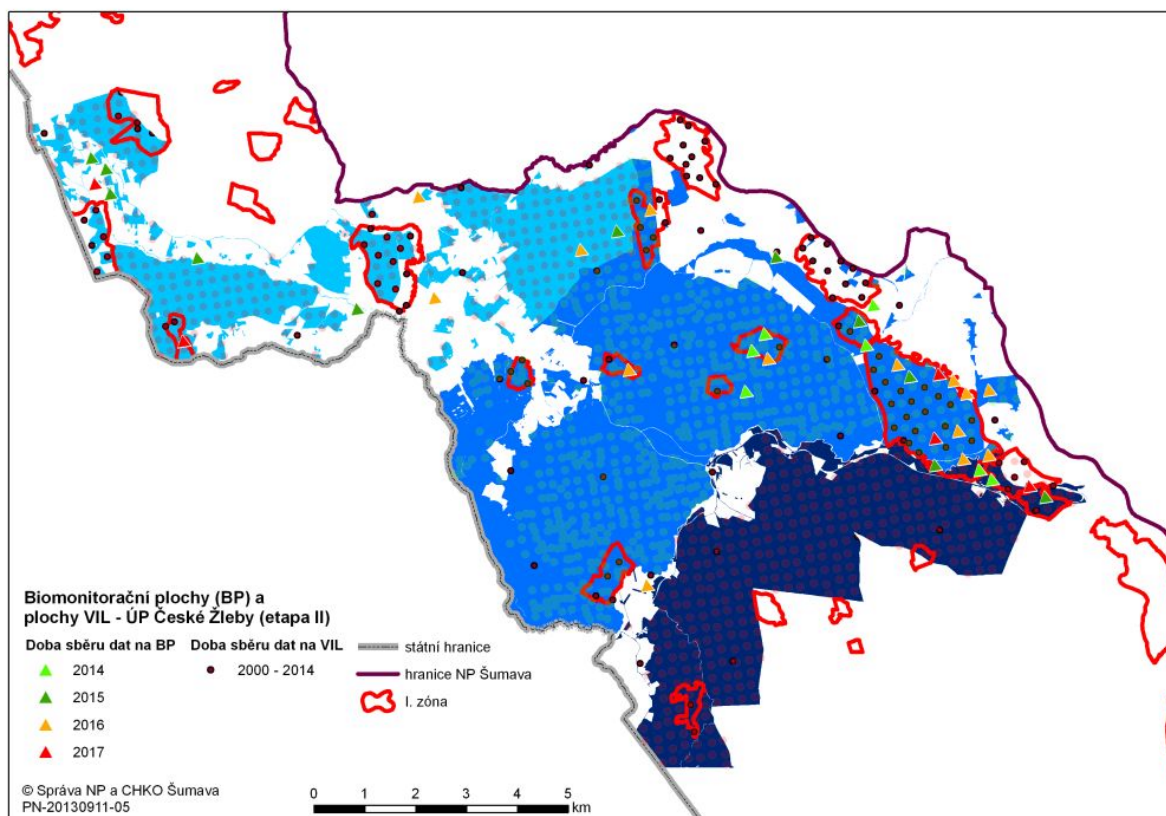 Biomonitorační plochy (BP) a
plochy VIL - ÚP České Žleby (etapa II)
Doba sběru dat na BP Doba sběru dat na VIL
2014 2000 - 2014
2015
2016
2017
státní hranice
hranice NP Šumava
I. zóna
© Správa NP a CHKO Šumava
PN-20130911-05
0 1 2 3 4 5
km